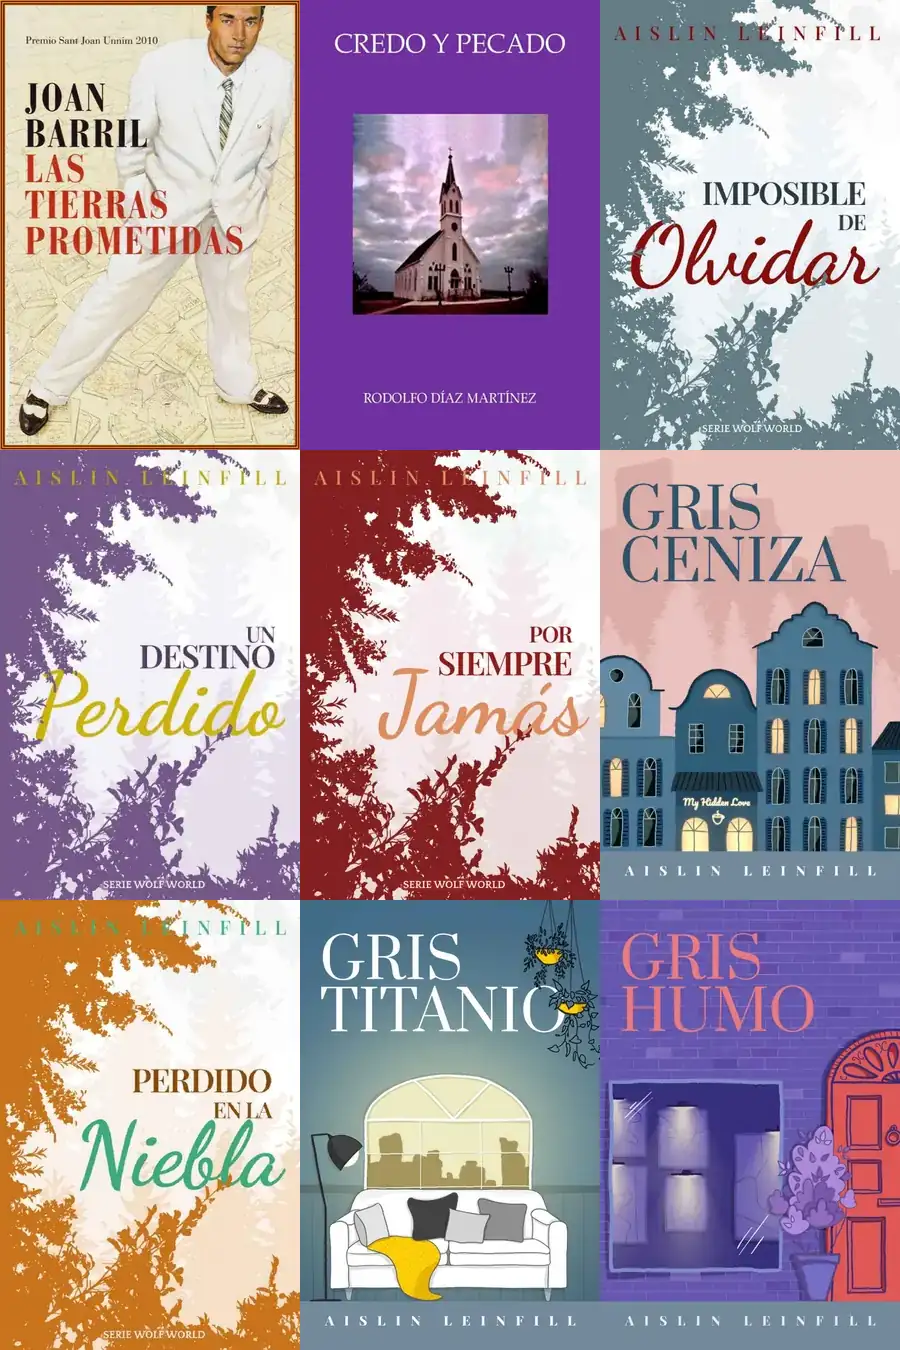 Premio Sant Joan Unnim 2010
JOAN
BARRIL
LAS
TIERRAS
PROMETIDAS
CREDO Y PECADO
RODOLFO DÍAZ MARTÍNEZ
AISLIN LEINFILL
IMPOSIBLE
DE
Olvidar
SERIE WOLF WORLD
AISLIN LEINFILL
UN
DESTINO
Perdido
SERIE WOLF WORLD
AISLIN LEINFILL
POR
SIEMPRE
Jamás
SERIE WOLF WORLD
GRIS
CENIZA
My Hidden Love
AISLIN LEINFILL
AISLIN LEINFILL
PERDIDO
EN LA
Niebla
SERIE WOLF WORLD
GRIS
TITANIO
AISLIN LEINFILL
GRIS
HUMO
AISLIN LEINFILL